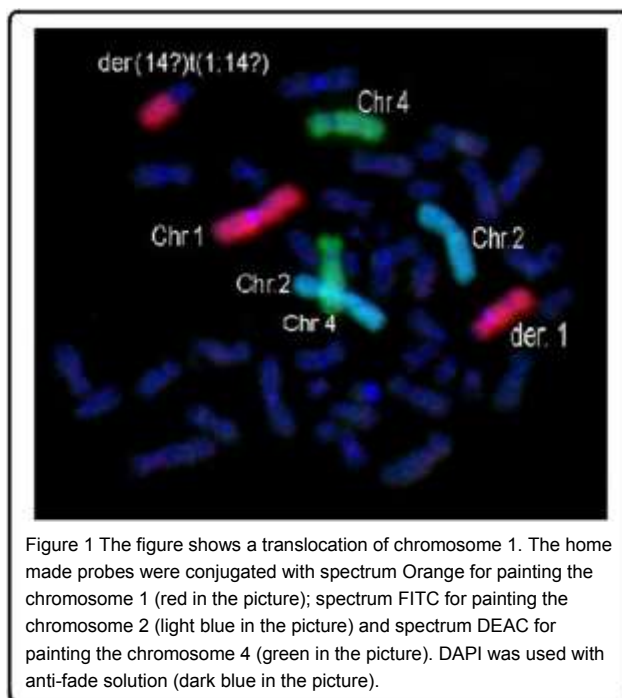 der(14?)t(1:14?)
Chr 4
Chr 1
Chr.2
Chr.2
Chr 4
der. 1
Figure 1 The figure shows a translocation of chromosome 1. The home
made probes were conjugated with spectrum Orange for painting the
chromosome 1 (red in the picture); spectrum FITC for painting the
chromosome 2 (light blue in the picture) and spectrum DEAC for
painting the chromosome 4 (green in the picture). DAPI was used with
anti-fade solution (dark blue in the picture).